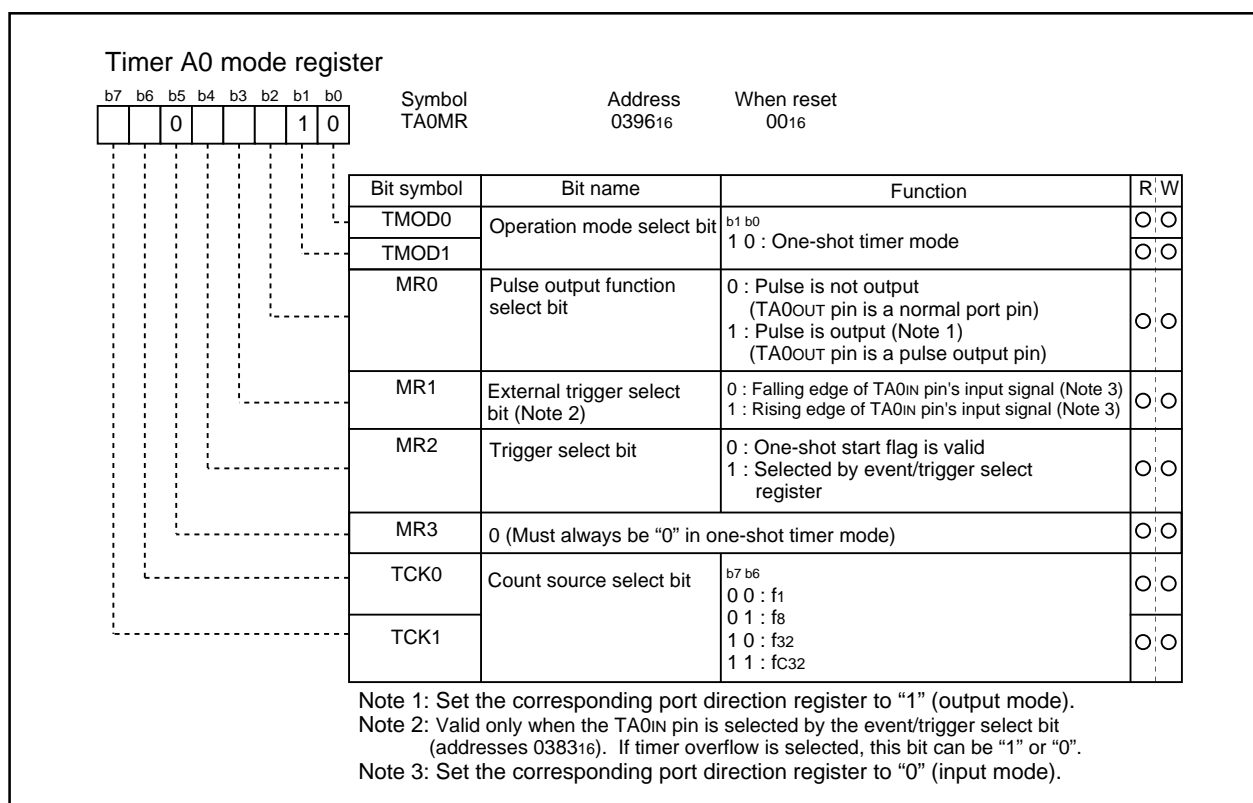 Timer A0 mode register
b7 b6 b5 b4 b3 b2 b1 b0
0 1 0
Symbol Address When reset
TA0MR 039616 0016
Bit symbol Bit name Function R W
TMOD0 Operation mode select bit b1 b0
TMOD1 1 0 : One-shot timer mode
MR0 Pulse output function select bit
0 : Pulse is not output
(TA0OUT pin is a normal port pin)
1 : Pulse is output (Note 1)
(TA0OUT pin is a pulse output pin)
MR1 External trigger select bit (Note 2)
0 : Falling edge of TA0IN pin's input signal (Note 3)
1 : Rising edge of TA0IN pin's input signal (Note 3)
MR2 Trigger select bit
0 : One-shot start flag is valid
1 : Selected by event/trigger select
register
MR3 0 (Must always be “0” in one-shot timer mode)
TCK0 Count source select bit
b7 b6
0 0 : f1
0 1 : f8
TCK1
1 0 : f32
1 1 : fC32
Note 1: Set the corresponding port direction register to “1” (output mode).
Note 2: Valid only when the TA0IN pin is selected by the event/trigger select bit
(addresses 038316). If timer overflow is selected, this bit can be “1” or “0”.
Note 3: Set the corresponding port direction register to “0” (input mode).